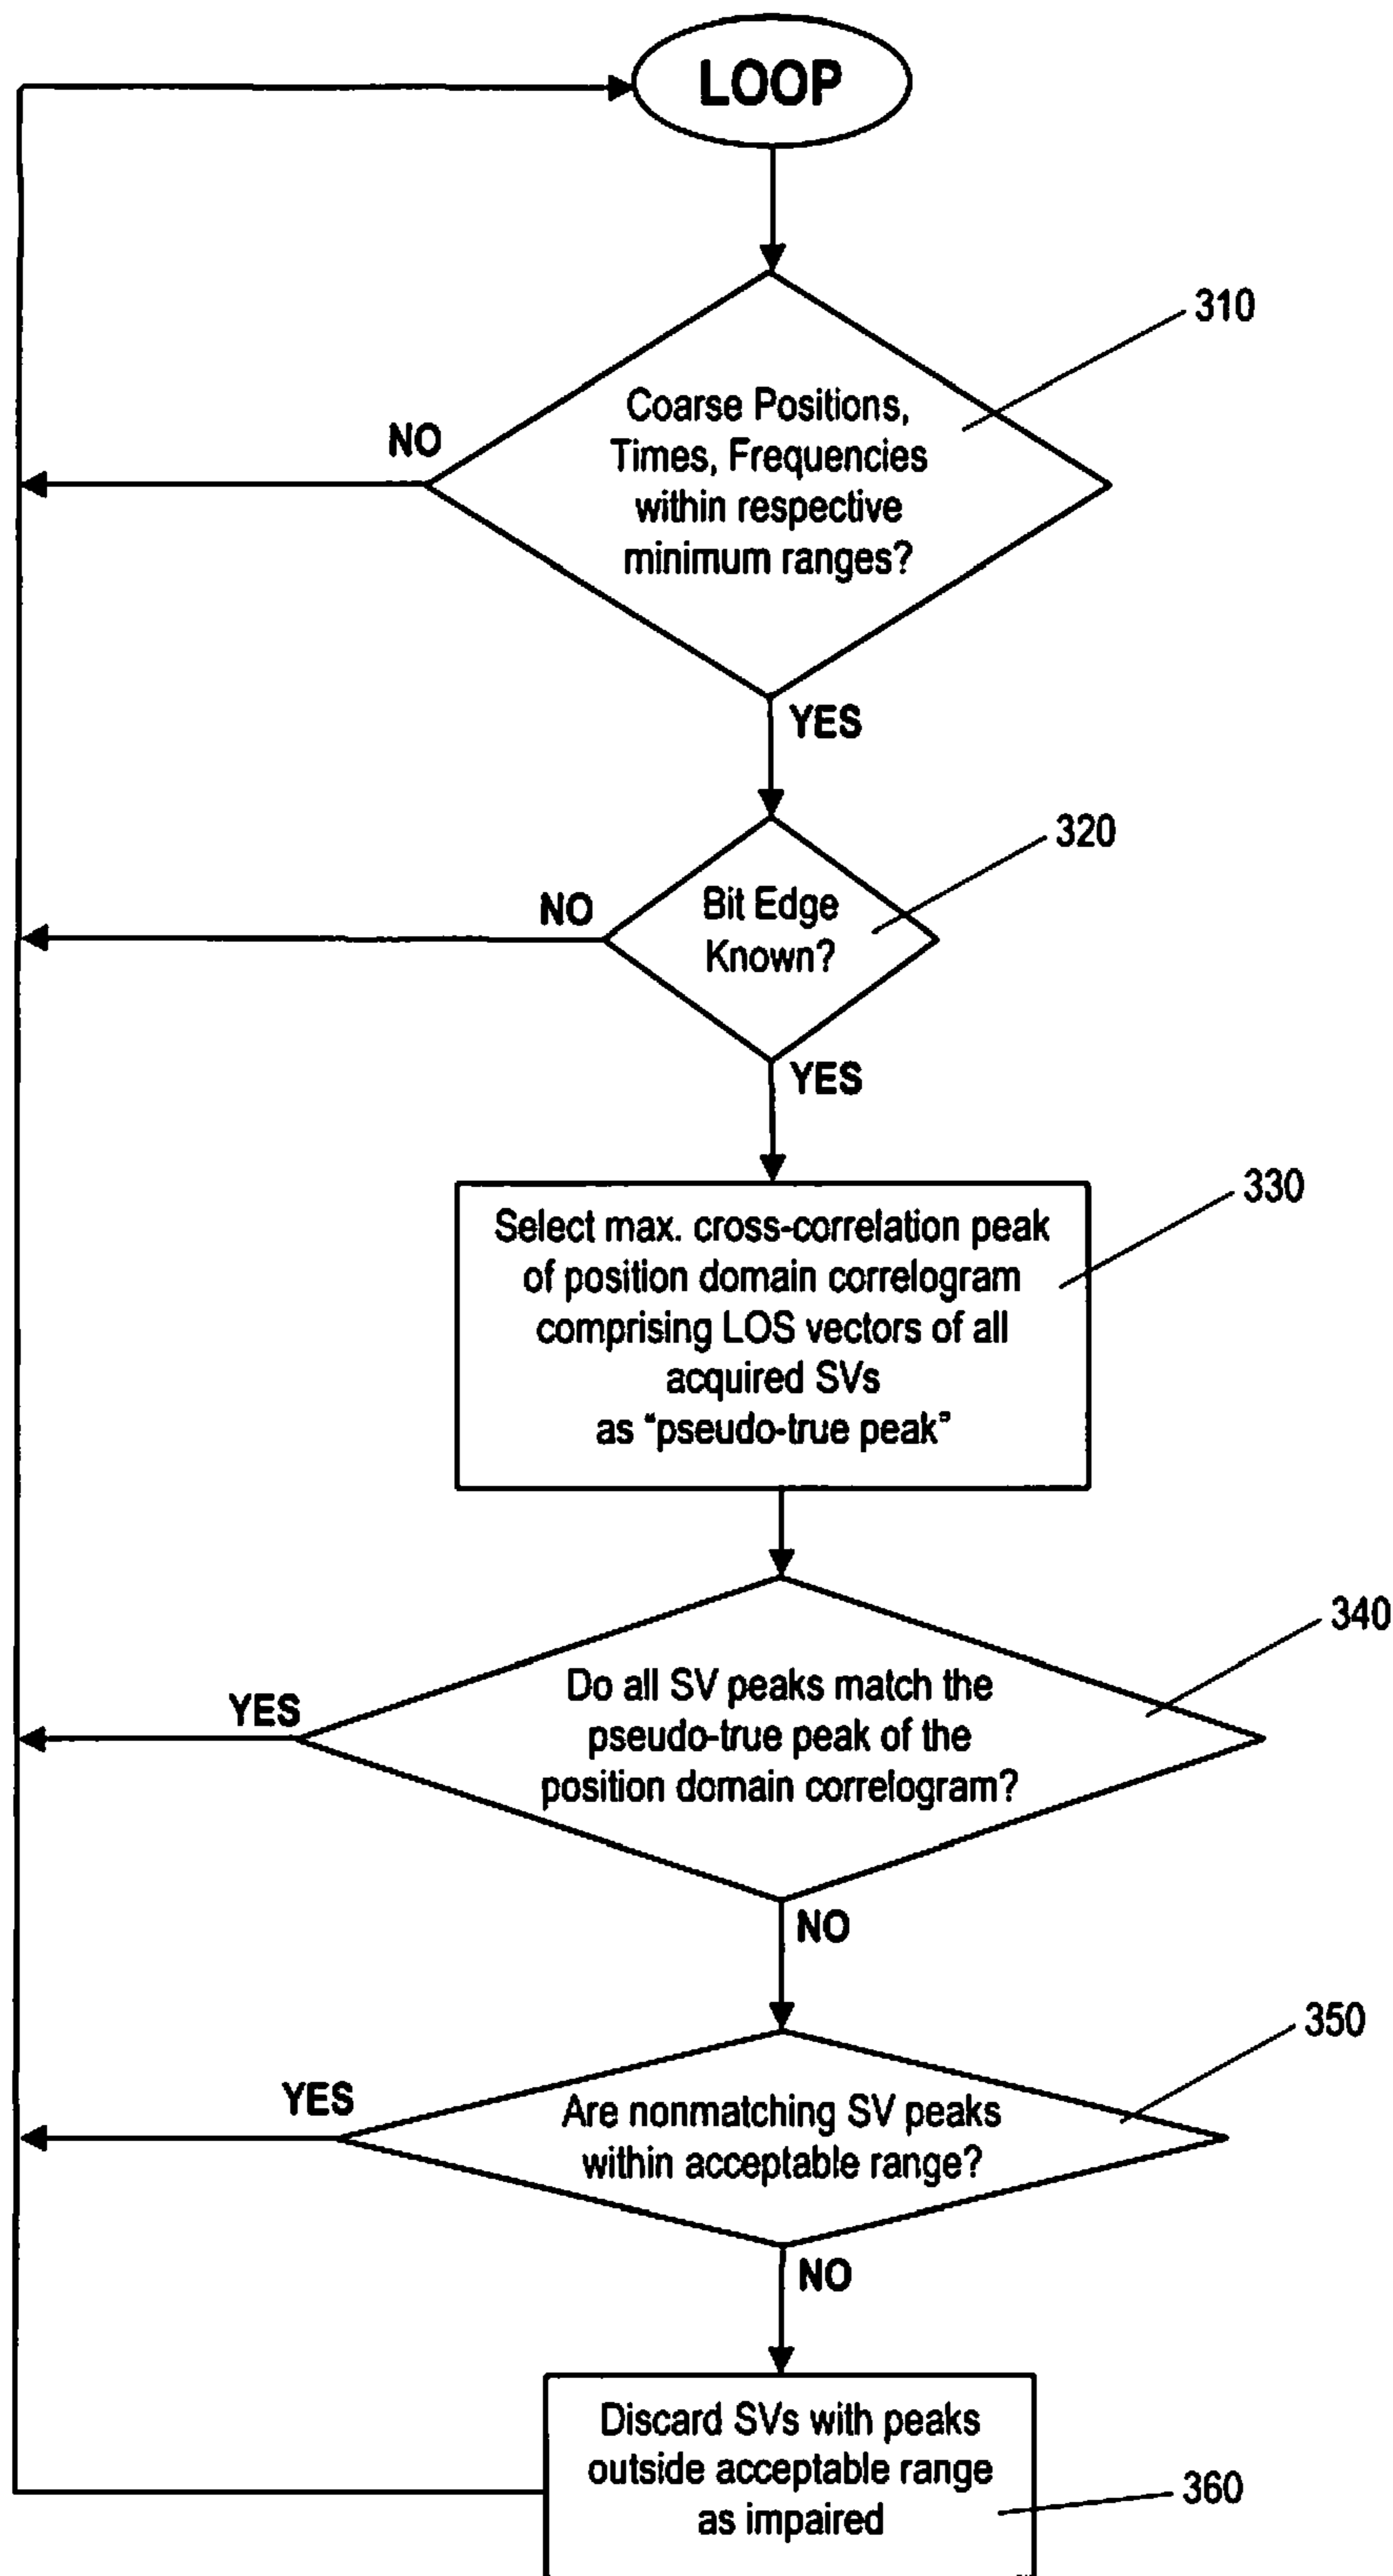 LOOP
310
Coarse Positions,
Times, Frequencies
within respective
minimum ranges?
NO
YES
320
Bit Edge
Known?
NO
YES
330
Select max. cross-correlation peak
of position domain correlogram
comprising LOS vectors of all
acquired SVs
as "pseudo-true peak"
340
Do all SV peaks match the
pseudo-true peak of the
position domain correlogram?
YES
NO
350
Are nonmatching SV peaks
within acceptable range?
YES
NO
Discard SVs with peaks
outside acceptable range
as impaired
360